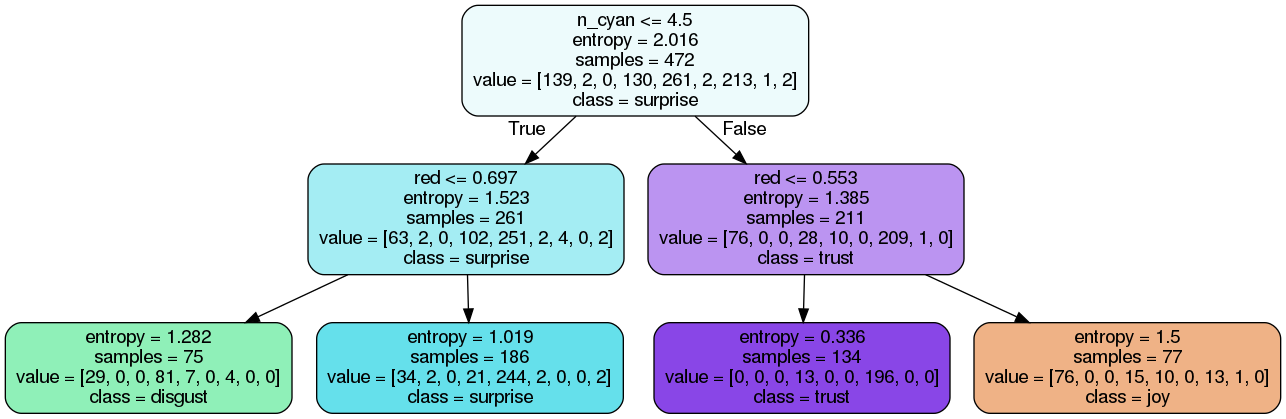 n_cyan <= 4.5
entropy = 2.016
samples = 472
value = [139, 2, 0, 130, 261, 2, 213, 1, 2]
class = surprise
True
False
red <= 0.697
entropy = 1.523
samples = 261
value = [63, 2, 0, 102, 251, 2, 4, 0, 2]
class = surprise
red <= 0.553
entropy = 1.385
samples = 211
value = [76, 0, 0, 28, 10, 0, 209, 1, 0]
class = trust
entropy = 1.282
samples = 75
value = [29, 0, 0, 81, 7, 0, 4, 0, 0]
class = disgust
entropy = 1.019
samples = 186
value = [34, 2, 0, 21, 244, 2, 0, 0, 2]
class = surprise
entropy = 0.336
samples = 134
value = [0, 0, 0, 13, 0, 0, 196, 0, 0]
class = trust
entropy = 1.5
samples = 77
value = [76, 0, 0, 15, 10, 0, 13, 1, 0]
class = joy